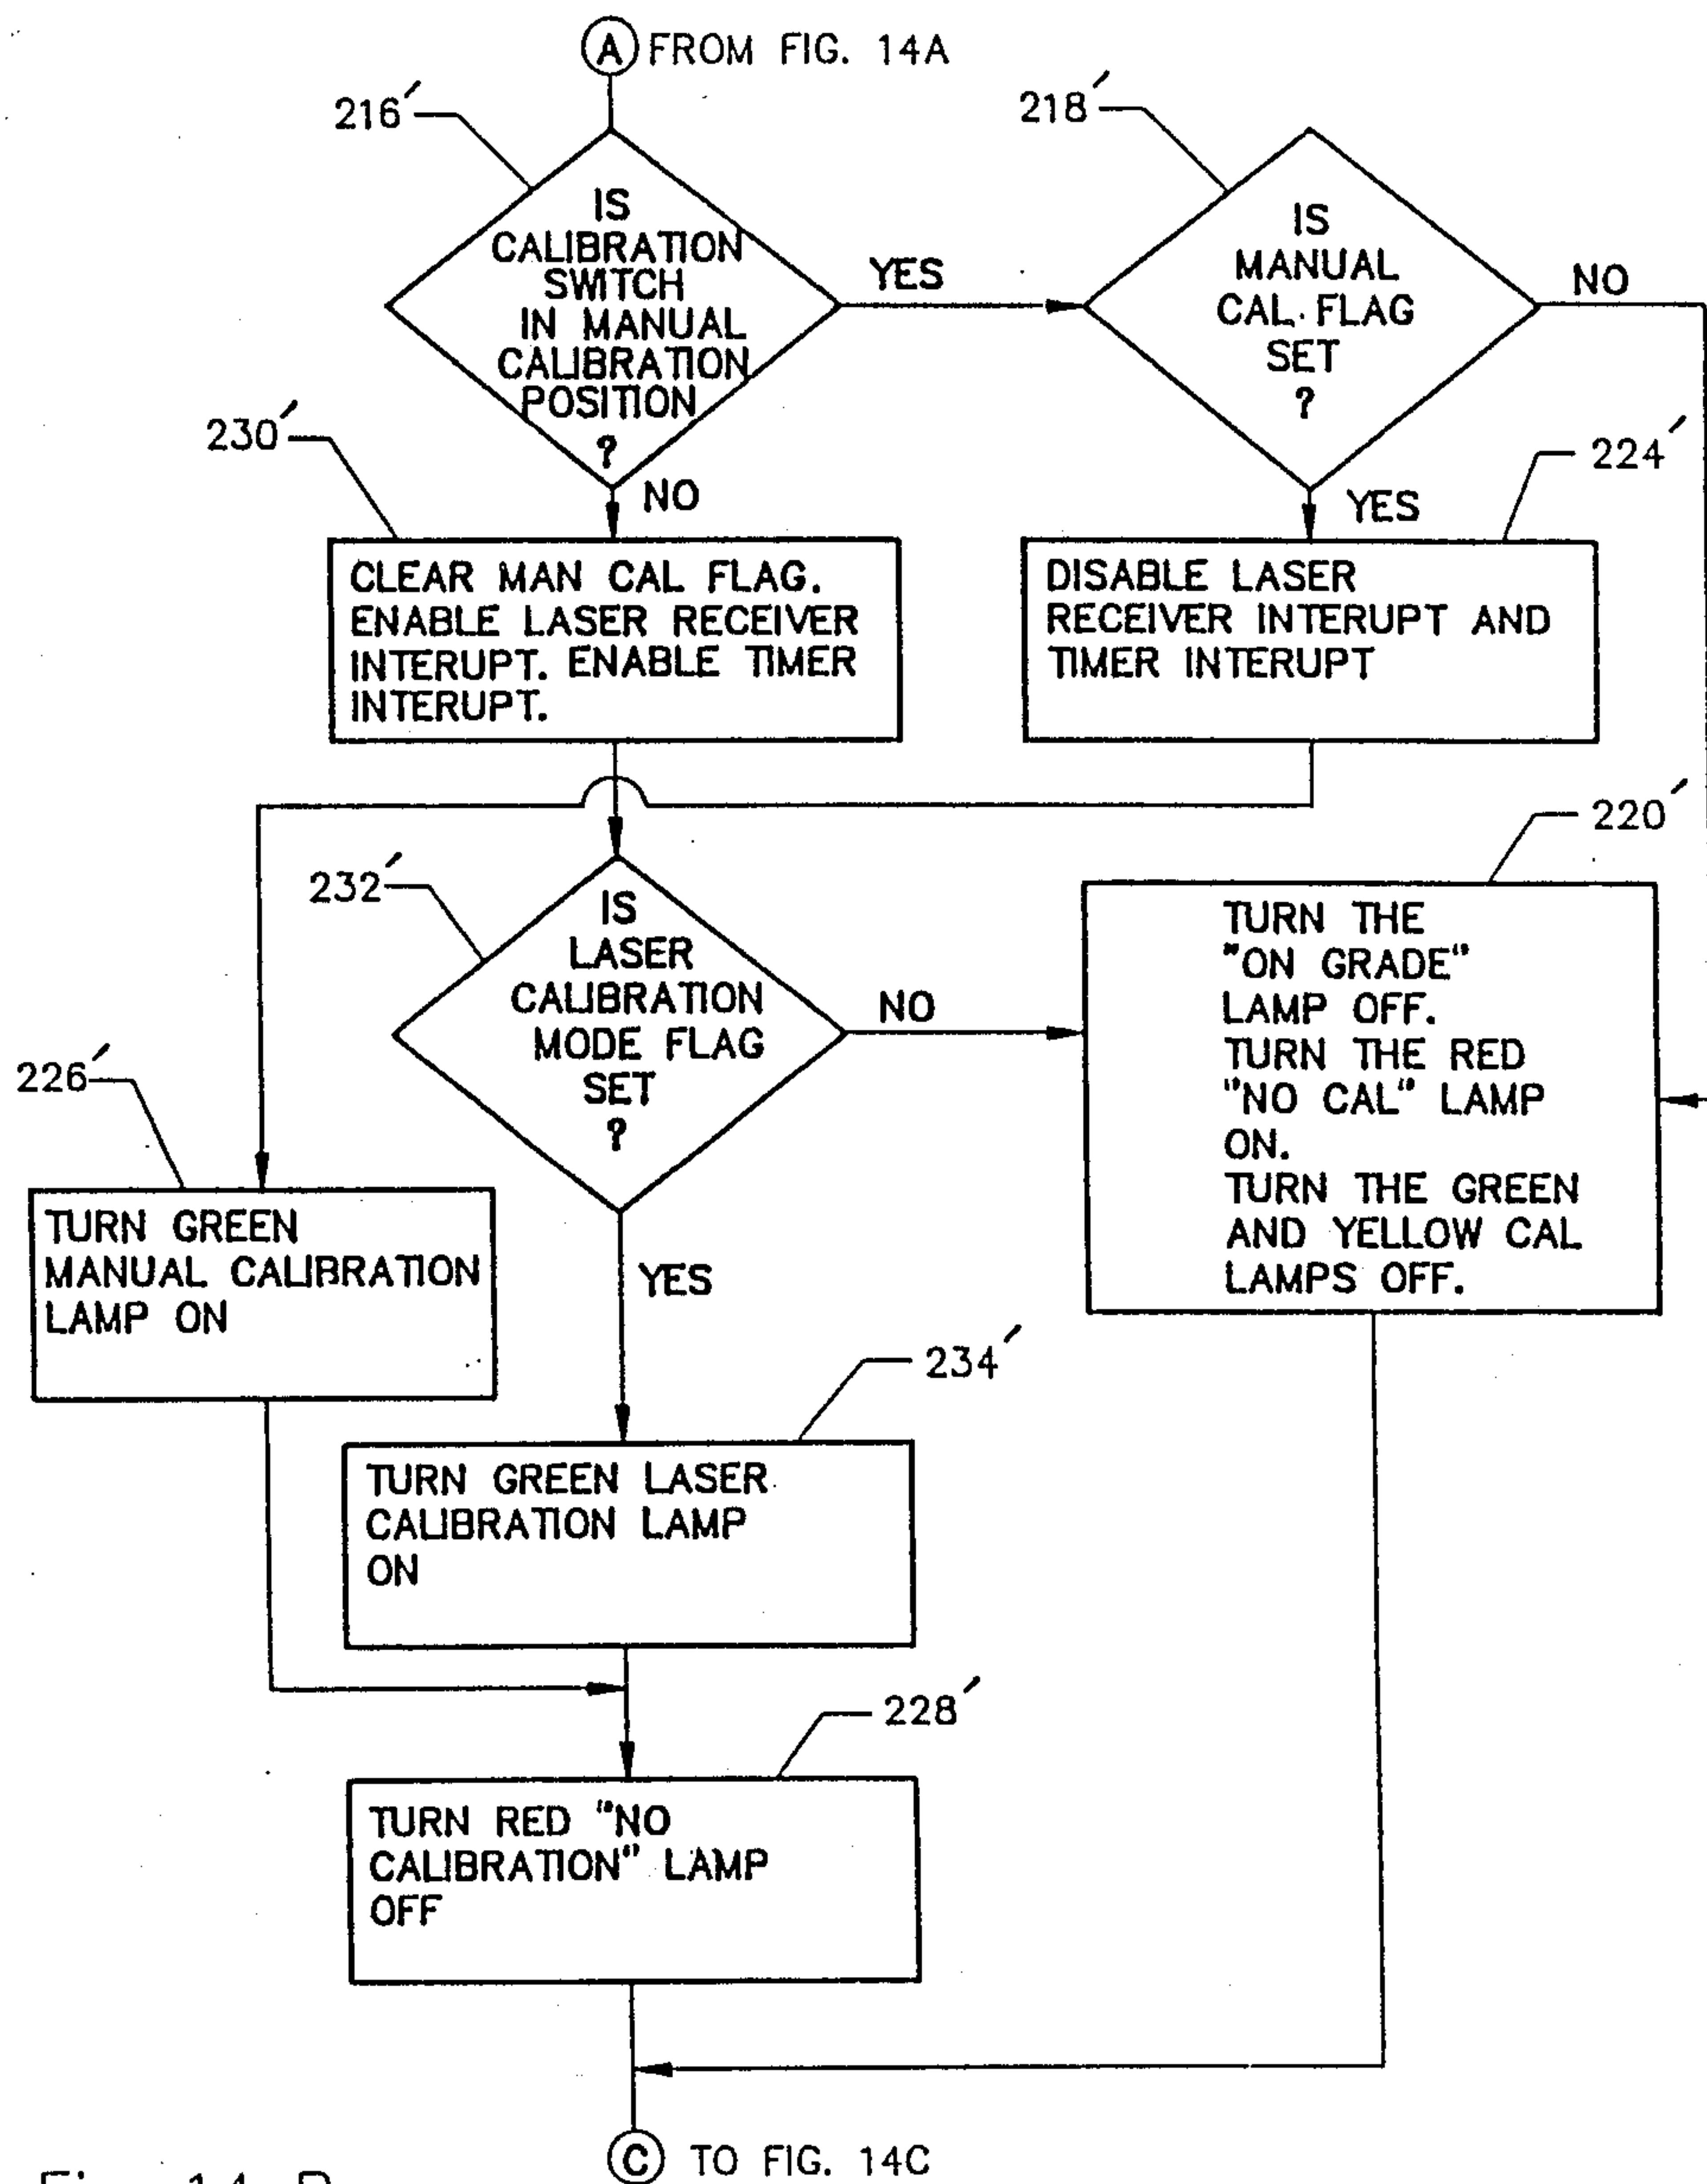 A FROM FIG. 14A
216′
218′
IS
CALIBRATION
SWITCH
IN MANUAL
CALIBRATION
POSITION
?
YES
IS
MANUAL
CAL. FLAG
SET
?
NO
230′
NO
224′
YES
CLEAR MAN CAL FLAG.
ENABLE LASER RECEIVER
INTERUPT. ENABLE TIMER
INTERUPT.
DISABLE LASER
RECEIVER INTERUPT AND
TIMER INTERUPT
220′
232′
IS
LASER
CALIBRATION
MODE FLAG
SET
?
NO
TURN THE
"ON GRADE"
LAMP OFF.
TURN THE RED
"NO CAL" LAMP
ON.
TURN THE GREEN
AND YELLOW CAL
LAMPS OFF.
226′
TURN GREEN
MANUAL CALIBRATION
LAMP ON
YES
234′
TURN GREEN LASER
CALIBRATION LAMP
ON
228′
TURN RED "NO
CALIBRATION" LAMP
OFF
C TO FIG. 14C
Fig. 14 B